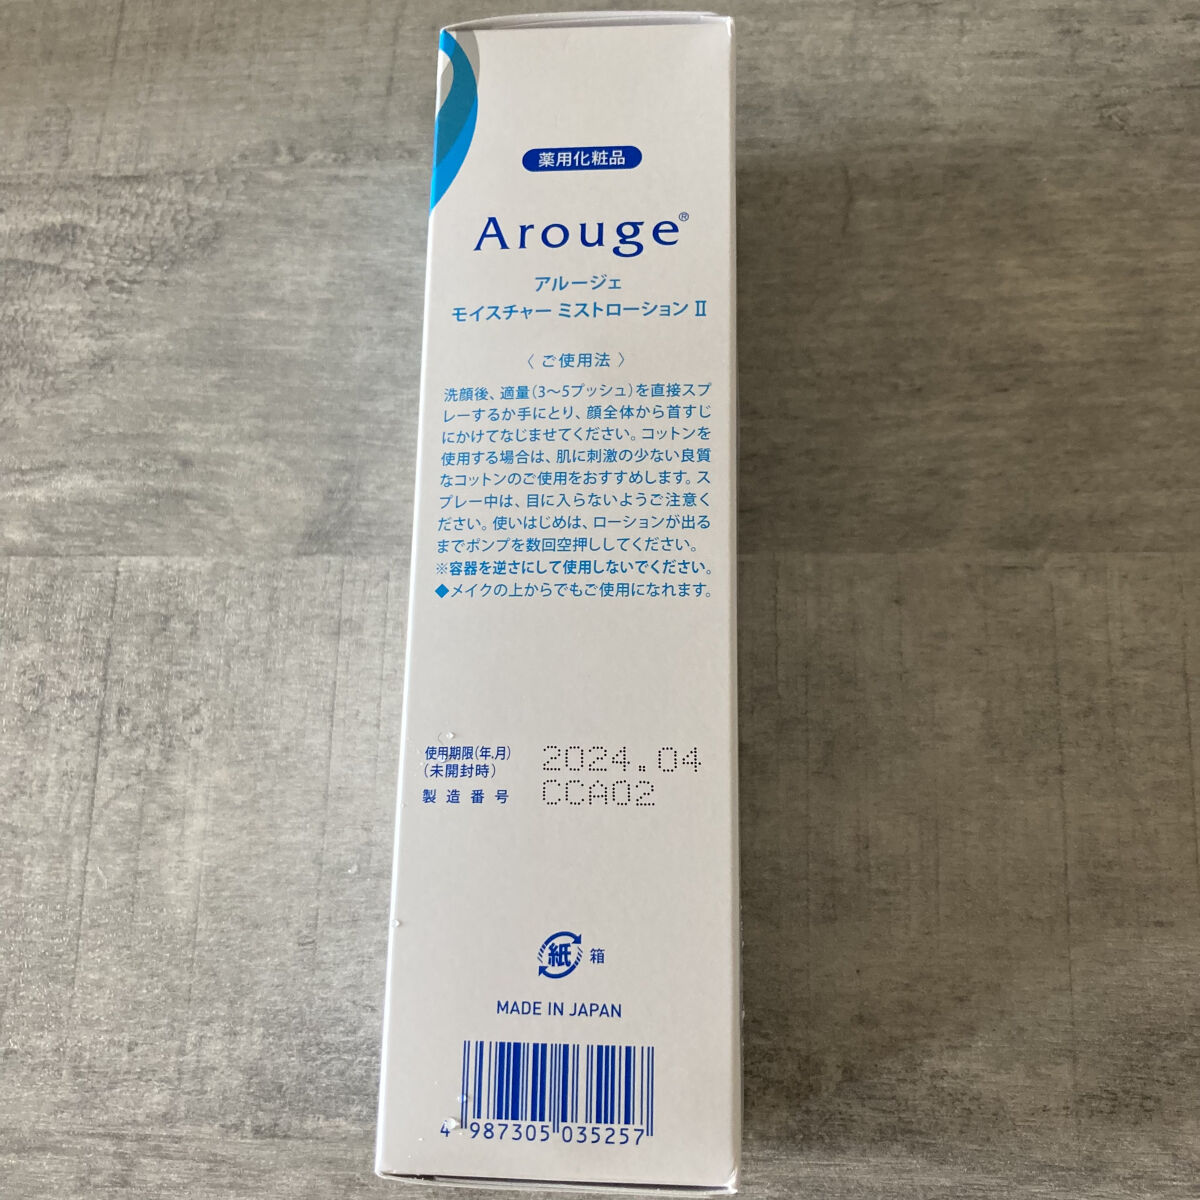 薬用化粧品
Arouge®
アルージェ
モイスチャー ミストローション Ⅱ
〈 ご使用法 〉
洗顔後、適量（3〜5プッシュ）を直接スプ
レーするか手にとり、顔全体から首すじ
にかけてなじませてください。コットンを
使用する場合は、肌に刺激の少ない良質
なコットンのご使用をおすすめします。ス
プレー中は、目に入らないようご注意く
ださい。使いはじめは、ローションが出る
までポンプを数回空押ししてください。
※容器を逆さにして使用しないでください。
◆メイクの上からでもご使用になれます。
使用期限（年.月） 2024.04
（未開封時）
製造番号 CCA02
紙 箱
MADE IN JAPAN
4 987305 035257